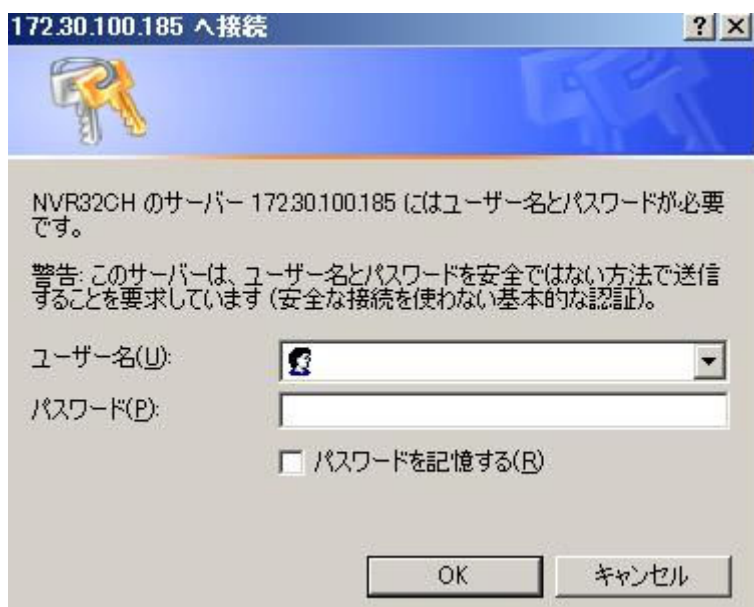 172.30.100.185 へ接続
NVR32CH のサーバー 172.30.100.185 にはユーザー名とパスワードが必要
です。
警告: このサーバーは、ユーザー名とパスワードを安全ではない方法で送信
することを要求しています (安全な接続を使わない基本的な認証)。
ユーザー名(U):
パスワード(P):
パスワードを記憶する(R)
OK キャンセル